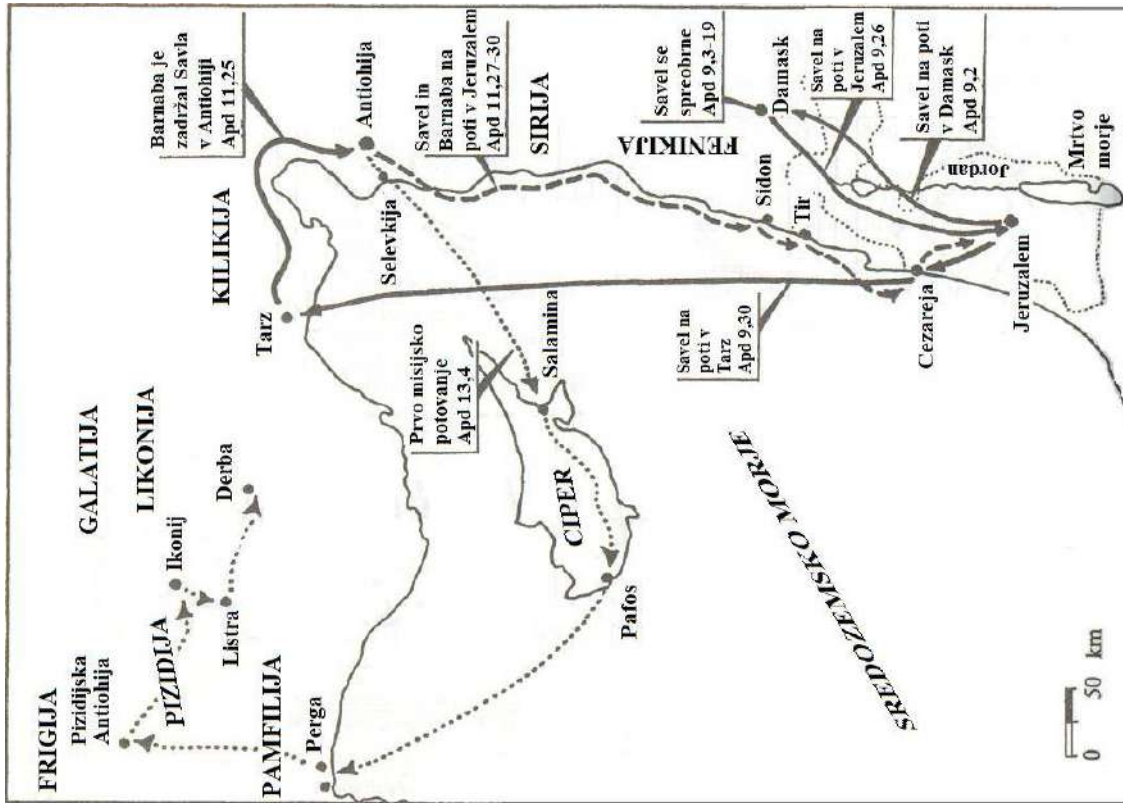 FRIGIJA
Pizidijska
Antiohija
PIZIDIJA
GALATIJA
LIKONIJA
Ikonij
Listra
Derba
PAMFILIJA
Perga
KILIKIJA
Tarz
Barnaba je
zadržal Savla
v Antiohiji
Apd 11,25
Antiohija
Selevkija
Savel in
Barnaba na
poti v Jeruzalem
Apd 11,27-30
SIRIJA
Prvo misijsko
potovanje
Apd 13,4
Salamina
CIPER
Pafos
FENIKIJA
Sidon
Tir
Savel se
spreobrne
Apd 9,3-19
Damask
Savel na
poti v
Jeruzalem
Apd 9,26
Savel na poti
v Damask
Apd 9,2
Savel na
poti v
Tarz
Apd 9,30
Cezareja
Jeruzalem
Jordan
Mrtvo
morje
SREDOZEMSKO MORJE
0 50 km